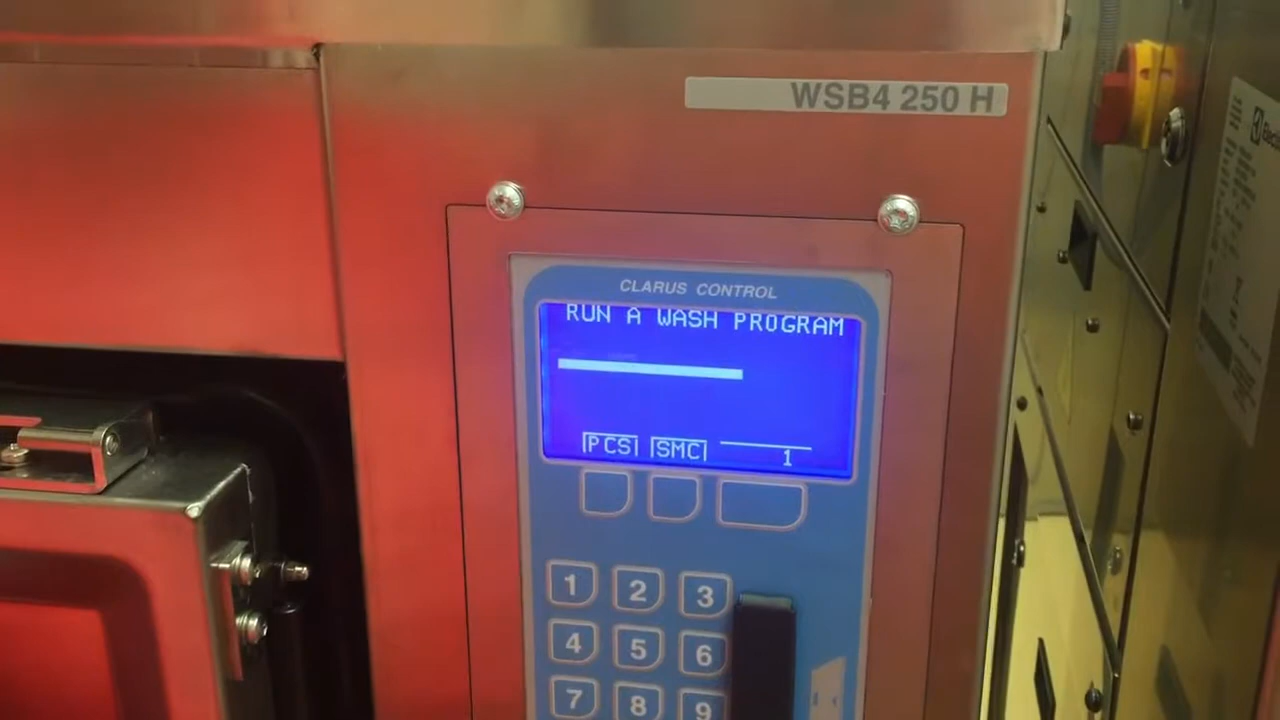 WSB4 250 H
CLARUS CONTROL
RUN A WASH PROGRAM
PCS SMC 1
1 2 3
4 5 6
7 8 9